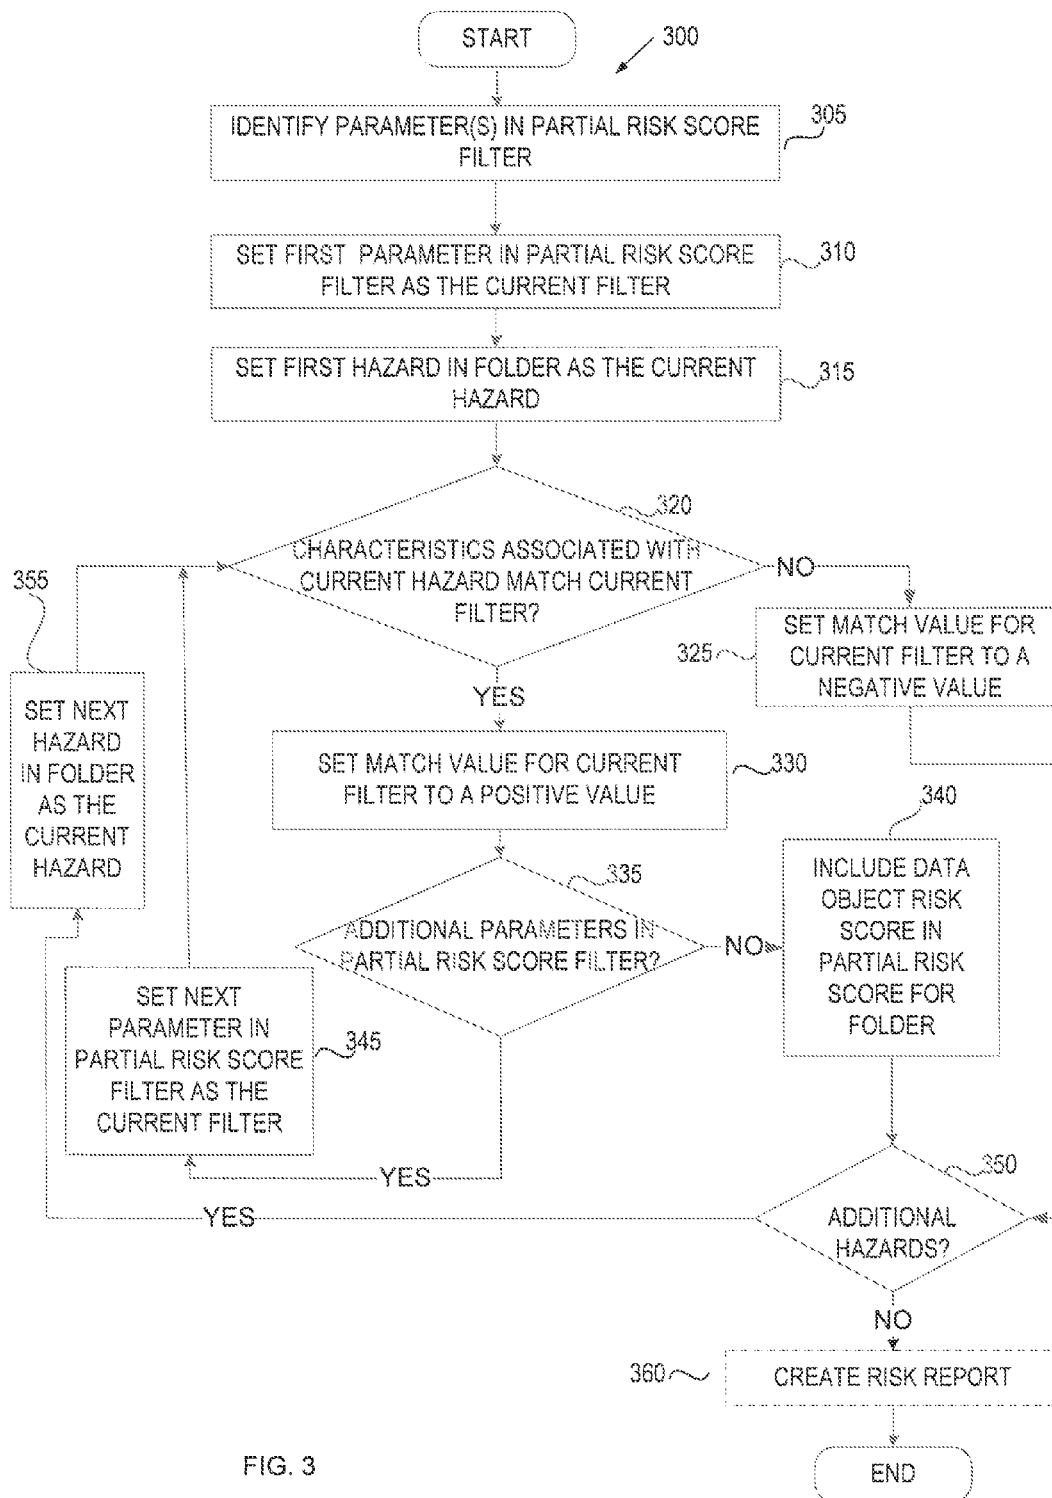 START
300
IDENTIFY PARAMETER(S) IN PARTIAL RISK SCORE
FILTER
305
SET FIRST PARAMETER IN PARTIAL RISK SCORE
FILTER AS THE CURRENT FILTER
310
SET FIRST HAZARD IN FOLDER AS THE CURRENT
HAZARD
315
320
CHARACTERISTICS ASSOCIATED WITH
CURRENT HAZARD MATCH CURRENT
FILTER?
NO
355
325
SET MATCH VALUE FOR
CURRENT FILTER TO A
NEGATIVE VALUE
YES
SET NEXT
HAZARD
IN FOLDER
AS THE
CURRENT
HAZARD
SET MATCH VALUE FOR CURRENT
FILTER TO A POSITIVE VALUE
330
340
335
ADDITIONAL PARAMETERS IN
PARTIAL RISK SCORE FILTER?
NO
INCLUDE DATA
OBJECT RISK
SCORE IN
PARTIAL RISK
SCORE FOR
FOLDER
SET NEXT
PARAMETER IN
PARTIAL RISK SCORE
FILTER AS THE
CURRENT FILTER
345
YES
350
YES
ADDITIONAL
HAZARDS?
NO
360
CREATE RISK REPORT
END
FIG. 3